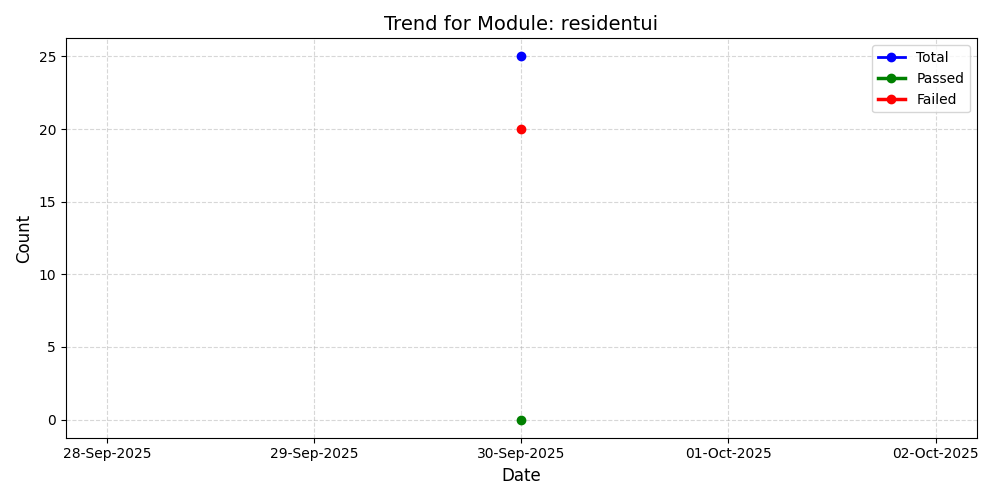 Trend for Module: residentui
Total
Passed
Failed
Count
25
20
15
10
5
0
28-Sep-2025
29-Sep-2025
30-Sep-2025
01-Oct-2025
02-Oct-2025
Date